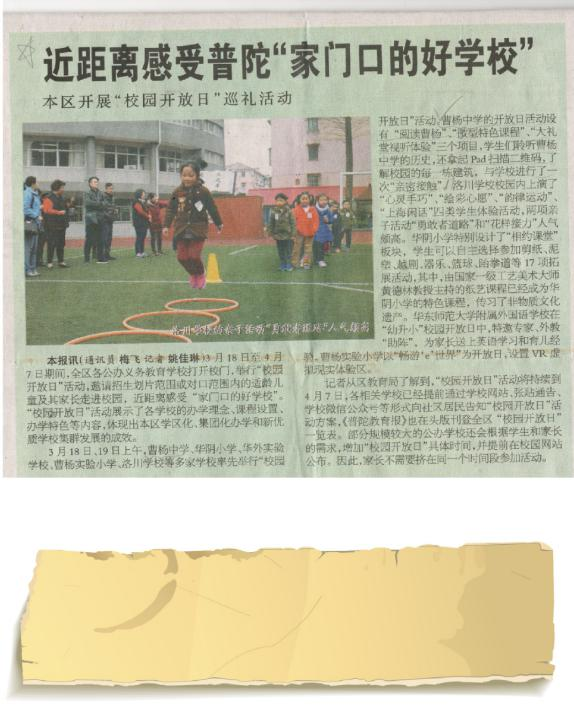 近距离感受普陀“家门口的好学校”
本区开展“校园开放日”巡礼活动
洛川学校的亲子活动“勇敢者道路”人气颇高
本报讯(通讯员 梅飞 记者 姚佳琳)3月18日至4月
7日期间,全区各公办义务教育学校打开校门,举行“校园
开放日”活动,邀请招生划片范围或对口范围内的适龄儿
童及其家长走进校园，近距离感受“家门口的好学校”。
“校园开放日”活动展示了各学校的办学理念、课程设置、
办学特色等内容,体现出本区学区化、集团化办学和新优
质学校集群发展的成效。
3月18日、19日上午,曹杨中学、华阴小学、华外实验
学校、曹杨实验小学、洛川学校等多家学校率先举行“校园
开放日”活动。曹杨中学的开放日活动设
有“阅读曹杨”、“微型特色课程”、“大礼
堂视听体验”三个项目,学生们聆听曹杨
中学的历史,还拿起Pad扫描二维码,了
解校园的每一栋建筑，与学校进行了一
次“亲密接触”。洛川学校校园内上演了
“心灵手巧”、“绘彩心愿”、“韵律运动”、
“上海闲话”四类学生体验活动,两项亲
子活动“勇敢者道路”和“花样接力”人气
颇高。华阴小学特别设计了“相约课堂”
板块，学生可以自主选择参加剪纸、泥
塑、越剧、器乐、篮球、跆拳道等17项拓
展活动,其中,由国家一级工艺美术大师
黄德林教授主持的纸艺课程已经成为华
阴小学的特色课程，传习了非物质文化
遗产。华东师范大学附属外国语学校在
“幼升小”校园开放日中,特邀专家、外教
“助阵”，为家长送上英语学习和育儿经
验。曹杨实验小学以“畅游‘e’世界”为开放日,设置VR虚
拟现实体验区。
记者从区教育局了解到,“校园开放日”活动将持续到
4月7日,各相关学校已经提前通过学校网站、张贴通告、
学校微信公众号等形式向社区居民告知“校园开放日”活
动方案,《普陀教育报》也在头版刊登全区“校园开放日”
一览表。部分规模较大的公办学校还会根据学生和家长
的需求,增加“校园开放日”具体时间,并提前在校园网站
公布。因此,家长不需要挤在同一个时间段参加活动。